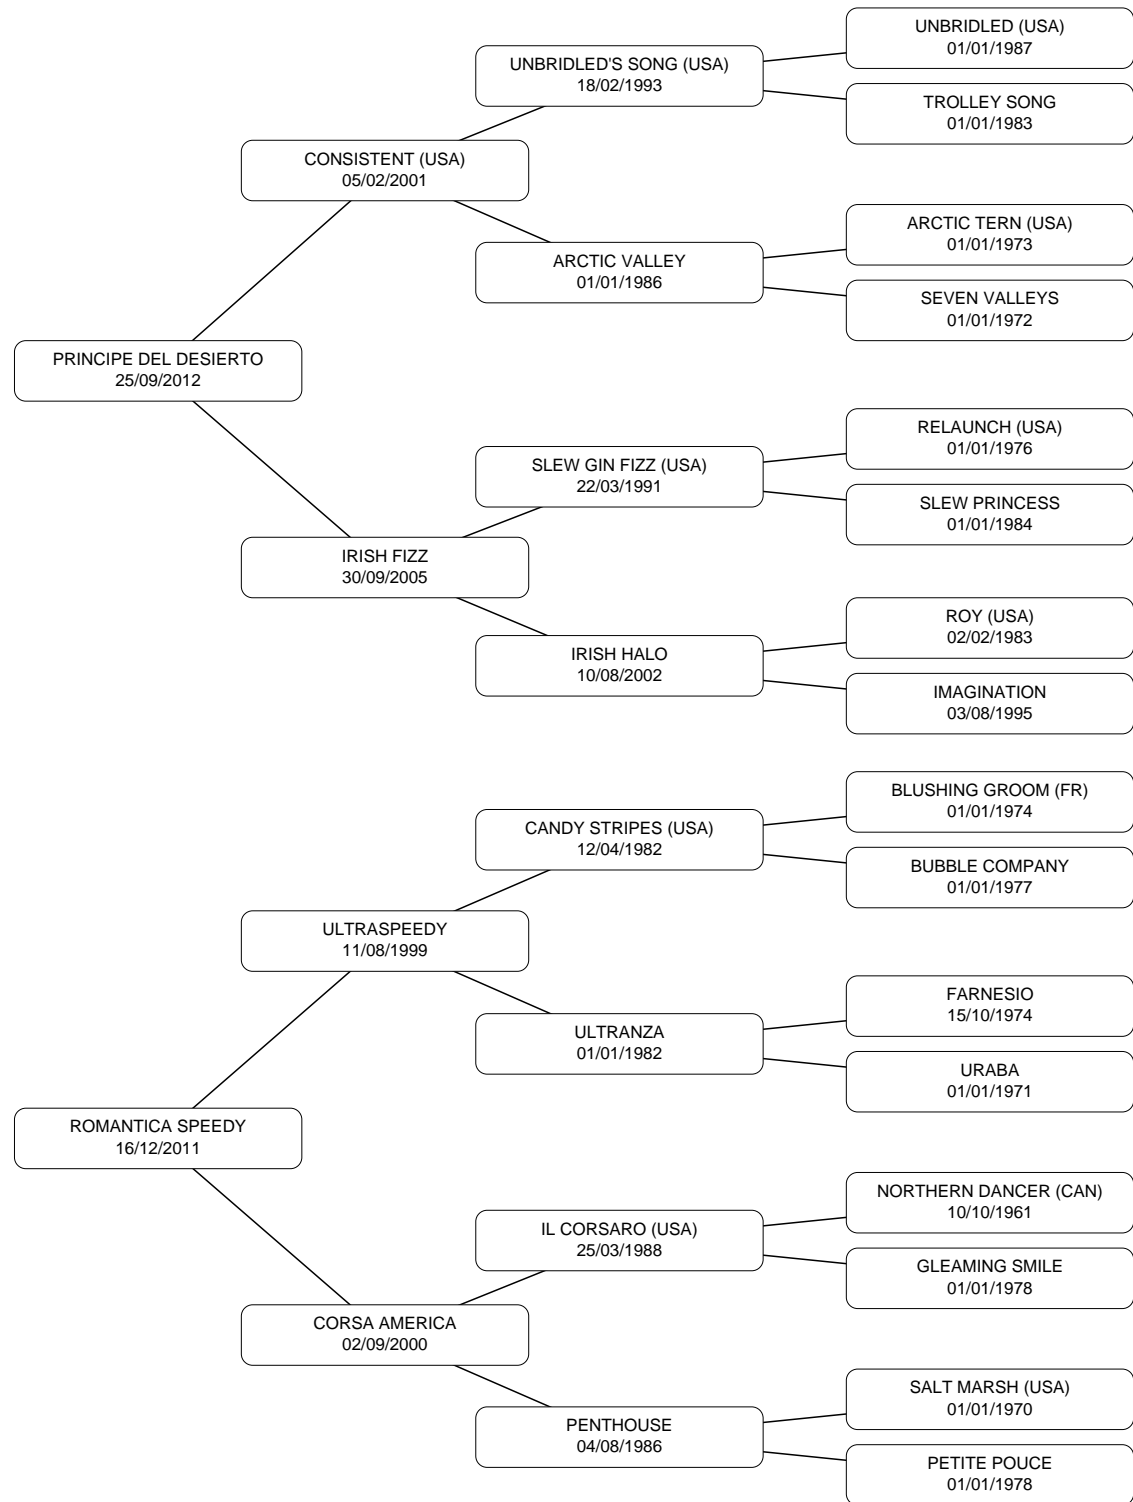 UNBRIDLED (USA)
01/01/1987
UNBRIDLED'S SONG (USA)
18/02/1993
TROLLEY SONG
01/01/1983
CONSISTENT (USA)
05/02/2001
ARCTIC TERN (USA)
01/01/1973
ARCTIC VALLEY
01/01/1986
SEVEN VALLEYS
01/01/1972
PRINCIPE DEL DESIERTO
25/09/2012
RELAUNCH (USA)
01/01/1976
SLEW GIN FIZZ (USA)
22/03/1991
SLEW PRINCESS
01/01/1984
IRISH FIZZ
30/09/2005
ROY (USA)
02/02/1983
IRISH HALO
10/08/2002
IMAGINATION
03/08/1995
BLUSHING GROOM (FR)
01/01/1974
CANDY STRIPES (USA)
12/04/1982
BUBBLE COMPANY
01/01/1977
ULTRASPEEDY
11/08/1999
FARNESIO
15/10/1974
ULTRANZA
01/01/1982
URABA
01/01/1971
ROMANTICA SPEEDY
16/12/2011
NORTHERN DANCER (CAN)
10/10/1961
IL CORSARO (USA)
25/03/1988
GLEAMING SMILE
01/01/1978
CORSA AMERICA
02/09/2000
SALT MARSH (USA)
01/01/1970
PENTHOUSE
04/08/1986
PETITE POUCE
01/01/1978